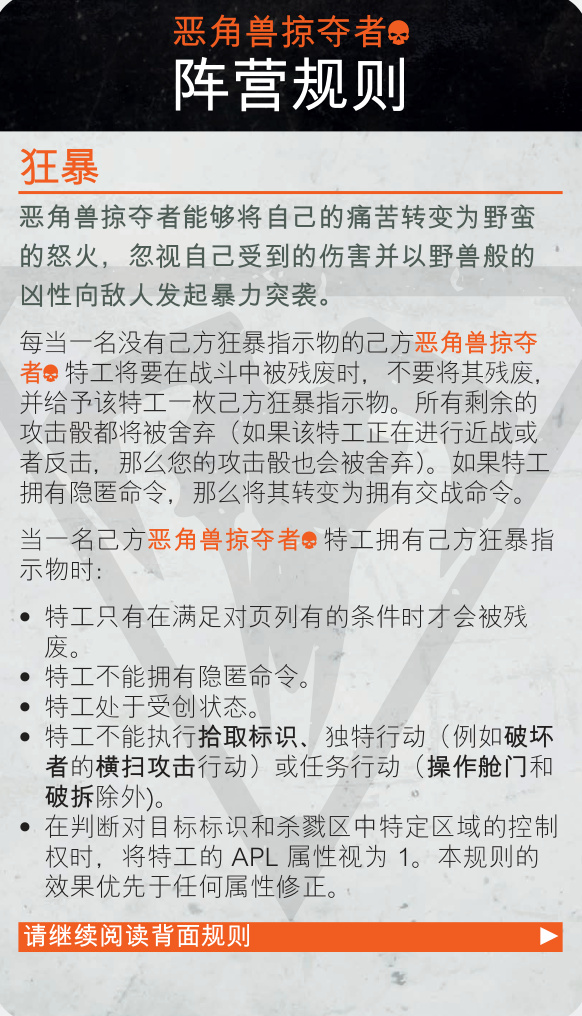 恶角兽掠夺者
阵营规则
狂暴
恶角兽掠夺者能够将自己的痛苦转变为野蛮
的怒火，忽视自己受到的伤害并以野兽般的
凶性向敌人发起暴力突袭。
每当一名没有己方狂暴指示物的己方恶角兽掠夺
者 特工将要在战斗中被残废时，不要将其残废，
并给予该特工一枚己方狂暴指示物。所有剩余的
攻击骰都将被舍弃（如果该特工正在进行近战或
者反击，那么您的攻击骰也会被舍弃）。如果特工
拥有隐匿命令，那么将其转变为拥有交战命令。
当一名己方恶角兽掠夺者 特工拥有己方狂暴指
示物时：
• 特工只有在满足对页列有的条件时才会被残
废。
• 特工不能拥有隐匿命令。
• 特工处于受创状态。
• 特工不能执行拾取标识、独特行动（例如破坏
者的横扫攻击行动）或任务行动（操作舱门和
破拆除外)。
• 在判断对目标标识和杀戮区中特定区域的控制
权时，将特工的 APL 属性视为 1。本规则的
效果优先于任何属性修正。
请继续阅读背面规则